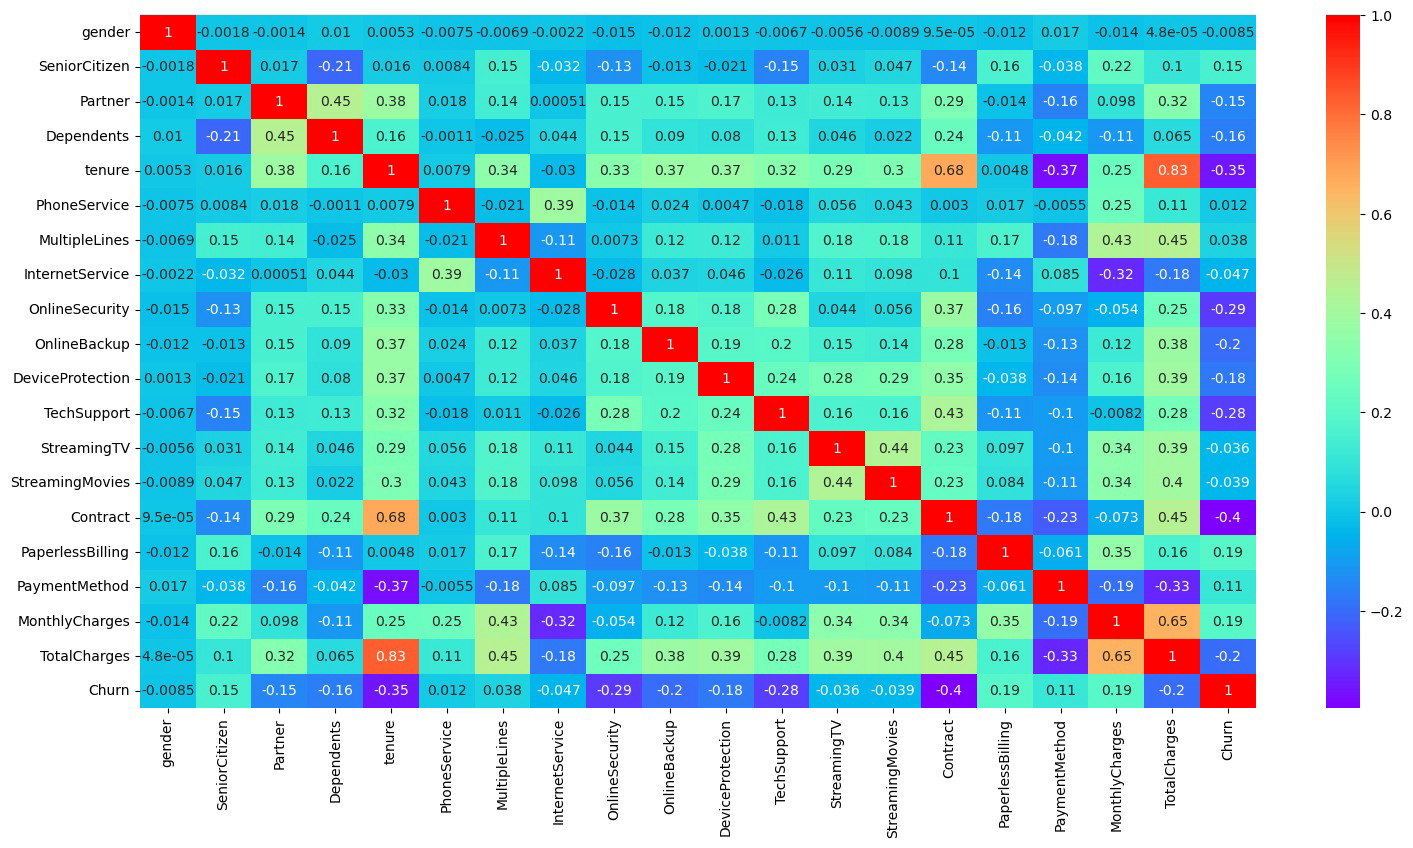 gender 1 -0.0018 -0.0014 0.01 0.0053 -0.0075 -0.0069 -0.0022 -0.015 -0.012 0.0013 -0.0067 -0.0056 -0.0089 9.5e-05 -0.012 0.017 -0.014 4.8e-05 -0.0085
SeniorCitizen -0.0018 1 0.017 -0.21 0.016 0.0084 0.15 -0.032 -0.13 -0.013 -0.021 -0.15 0.031 0.047 -0.14 0.16 -0.038 0.22 0.1 0.15
Partner -0.0014 0.017 1 0.45 0.38 0.018 0.14 0.00051 0.15 0.15 0.17 0.13 0.14 0.13 0.29 -0.014 -0.16 0.098 0.32 -0.15
Dependents 0.01 -0.21 0.45 1 0.16 -0.0011 -0.025 0.044 0.15 0.09 0.08 0.13 0.046 0.022 0.24 -0.11 -0.042 -0.11 0.065 -0.16
tenure 0.0053 0.016 0.38 0.16 1 0.0079 0.34 -0.03 0.33 0.37 0.37 0.32 0.29 0.3 0.68 0.0048 -0.37 0.25 0.83 -0.35
PhoneService -0.0075 0.0084 0.018 -0.0011 0.0079 1 -0.021 0.39 -0.014 0.024 0.0047 -0.018 0.056 0.043 0.003 0.017 -0.0055 0.25 0.11 0.012
MultipleLines -0.0069 0.15 0.14 -0.025 0.34 -0.021 1 -0.11 0.0073 0.12 0.12 0.011 0.18 0.18 0.11 0.17 -0.18 0.43 0.45 0.038
InternetService -0.0022 -0.032 0.00051 0.044 -0.03 0.39 -0.11 1 -0.028 0.037 0.046 -0.026 0.11 0.098 0.1 -0.14 0.085 -0.32 -0.18 -0.047
OnlineSecurity -0.015 -0.13 0.15 0.15 0.33 -0.014 0.0073 -0.028 1 0.18 0.18 0.28 0.044 0.056 0.37 -0.16 -0.097 -0.054 0.25 -0.29
OnlineBackup -0.012 -0.013 0.15 0.09 0.37 0.024 0.12 0.037 0.18 1 0.19 0.2 0.15 0.14 0.28 -0.013 -0.13 0.12 0.38 -0.2
DeviceProtection 0.0013 -0.021 0.17 0.08 0.37 0.0047 0.12 0.046 0.18 0.19 1 0.24 0.28 0.29 0.35 -0.038 -0.14 0.16 0.39 -0.18
TechSupport -0.0067 -0.15 0.13 0.13 0.32 -0.018 0.011 -0.026 0.28 0.2 0.24 1 0.16 0.16 0.43 -0.11 -0.1 -0.0082 0.28 -0.28
StreamingTV -0.0056 0.031 0.14 0.046 0.29 0.056 0.18 0.11 0.044 0.15 0.28 0.16 1 0.44 0.23 0.097 -0.1 0.34 0.39 -0.036
StreamingMovies -0.0089 0.047 0.13 0.022 0.3 0.043 0.18 0.098 0.056 0.14 0.29 0.16 0.44 1 0.23 0.084 -0.11 0.34 0.4 -0.039
Contract 9.5e-05 -0.14 0.29 0.24 0.68 0.003 0.11 0.1 0.37 0.28 0.35 0.43 0.23 0.23 1 -0.18 -0.23 -0.073 0.45 -0.4
PaperlessBilling -0.012 0.16 -0.014 -0.11 0.0048 0.017 0.17 -0.14 -0.16 -0.013 -0.038 -0.11 0.097 0.084 -0.18 1 -0.061 0.35 0.16 0.19
PaymentMethod 0.017 -0.038 -0.16 -0.042 -0.37 -0.0055 -0.18 0.085 -0.097 -0.13 -0.14 -0.1 -0.1 -0.11 -0.23 -0.061 1 -0.19 -0.33 0.11
MonthlyCharges -0.014 0.22 0.098 -0.11 0.25 0.25 0.43 -0.32 -0.054 0.12 0.16 -0.0082 0.34 0.34 -0.073 0.35 -0.19 1 0.65 0.19
TotalCharges 4.8e-05 0.1 0.32 0.065 0.83 0.11 0.45 -0.18 0.25 0.38 0.39 0.28 0.39 0.4 0.45 0.16 -0.33 0.65 1 -0.2
Churn -0.0085 0.15 -0.15 -0.16 -0.35 0.012 0.038 -0.047 -0.29 -0.2 -0.18 -0.28 -0.036 -0.039 -0.4 0.19 0.11 0.19 -0.2 1
gender
SeniorCitizen
Partner
Dependents
tenure
PhoneService
MultipleLines
InternetService
OnlineSecurity
OnlineBackup
DeviceProtection
TechSupport
StreamingTV
StreamingMovies
Contract
PaperlessBilling
PaymentMethod
MonthlyCharges
TotalCharges
Churn
1.0
0.8
0.6
0.4
0.2
0.0
−0.2